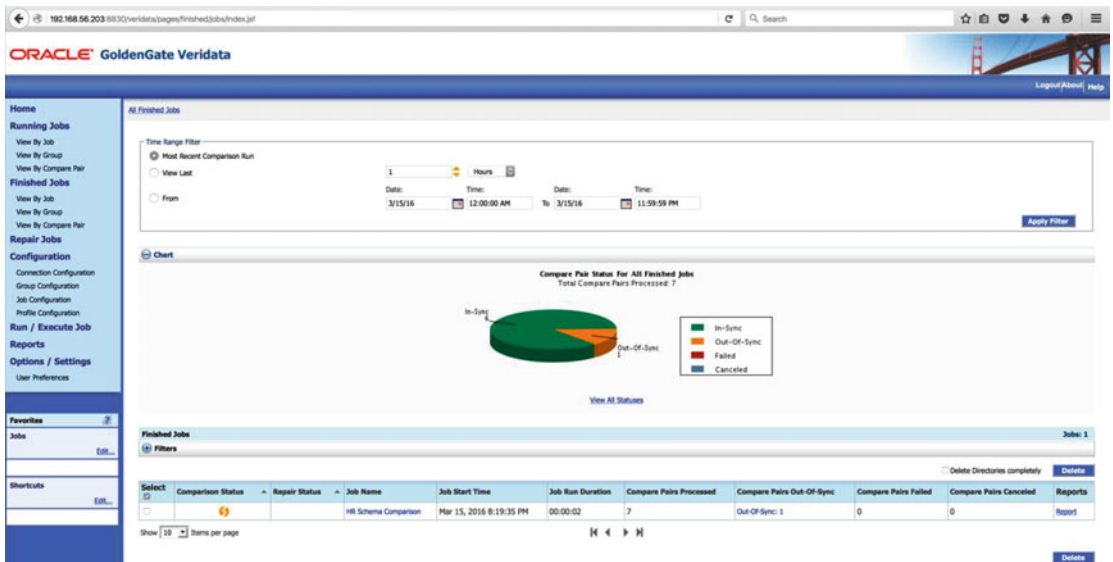 192.168.56.203:8830/veridata/pages/finishedJobs/index.jsf
Search
ORACLE GoldenGate Veridata
Logout About Help
Home
Running Jobs
View By Job
View By Group
View By Compare Pair
Finished Jobs
View By Job
View By Group
View By Compare Pair
Repair Jobs
Configuration
Connection Configuration
Group Configuration
Job Configuration
Profile Configuration
Run / Execute Job
Reports
Options / Settings
User Preferences
Favorites ?
Jobs
Edit...
Shortcuts
Edit...
All Finished Jobs
Time Range Filter
Most Recent Comparison Run
View Last 1 Hours
Date: Time: Date: Time:
From 3/15/16 12:00:00 AM To 3/15/16 11:59:59 PM
Apply Filter
Chart
Compare Pair Status For All Finished Jobs
Total Compare Pairs Processed: 7
In-Sync
6
Out-Of-Sync
1
In-Sync
Out-Of-Sync
Failed
Canceled
View All Statuses
Finished Jobs Jobs: 1
Filters
Delete Directories completely Delete
Select Comparison Status Repair Status Job Name Job Start Time Job Run Duration Compare Pairs Processed Compare Pairs Out-Of-Sync Compare Pairs Failed Compare Pairs Canceled Reports
HR Schema Comparison Mar 15, 2016 8:19:35 PM 00:00:02 7 Out-Of-Sync: 1 0 0 Report
Show 10 Items per page
Delete